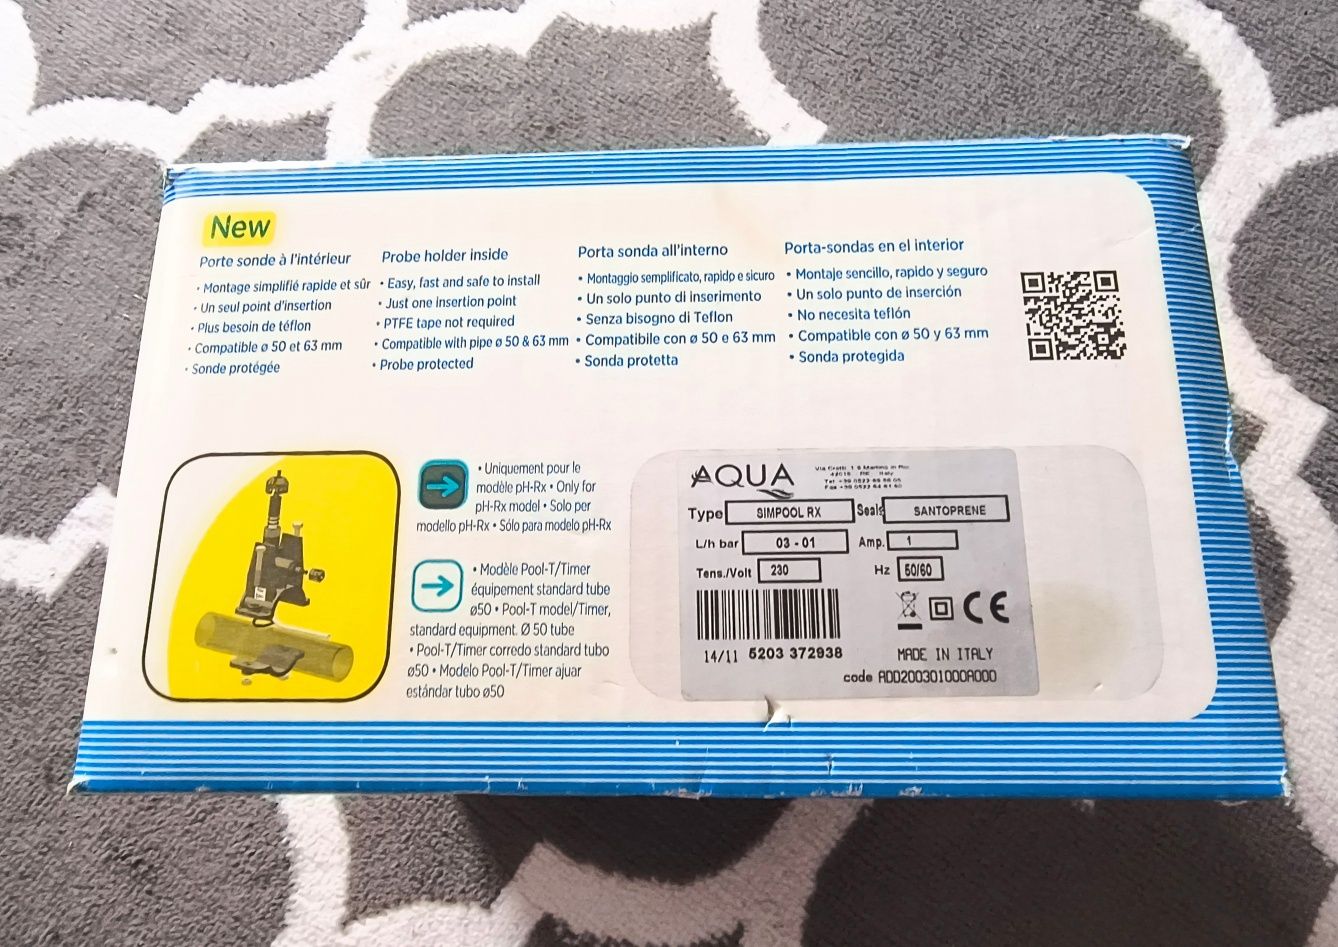 New
Porte sonde à l'intérieur
• Montage simplifié rapide et sûr
• Un seul point d'insertion
• Plus besoin de téflon
• Compatible ø 50 et 63 mm
• Sonde protégée
Probe holder inside
• Easy, fast and safe to install
• Just one insertion point
• PTFE tape not required
• Compatible with pipe ø 50 & 63 mm
• Probe protected
Porta sonda all'interno
• Montaggio semplificato, rapido e sicuro
• Un solo punto di inserimento
• Senza bisogno di Teflon
• Compatibile con ø 50 e 63 mm
• Sonda protetta
Porta-sondas en el interior
• Montaje sencillo, rapido y seguro
• Un solo punto de inserción
• No necesita teflón
• Compatible con ø 50 y 63 mm
• Sonda protegida
• Uniquement pour le
modèle pH-Rx • Only for
pH-Rx model • Solo per
modello pH-Rx • Sólo para modelo pH-Rx
• Modèle Pool-T/Timer
équipement standard tube
ø50 • Pool-T model/Timer,
standard equipment. Ø 50 tube
• Pool-T/Timer corredo standard tubo
ø50 • Modelo Pool-T/Timer ajuar
estándar tubo ø50
AQUA
Type SIMPOOL RX Seals SANTOPRENE
L/h bar 03 - 01 Amp. 1
Tens./Volt 230 Hz 50/60
CE
14/11 5203 372938
MADE IN ITALY
code ADD200301000A000